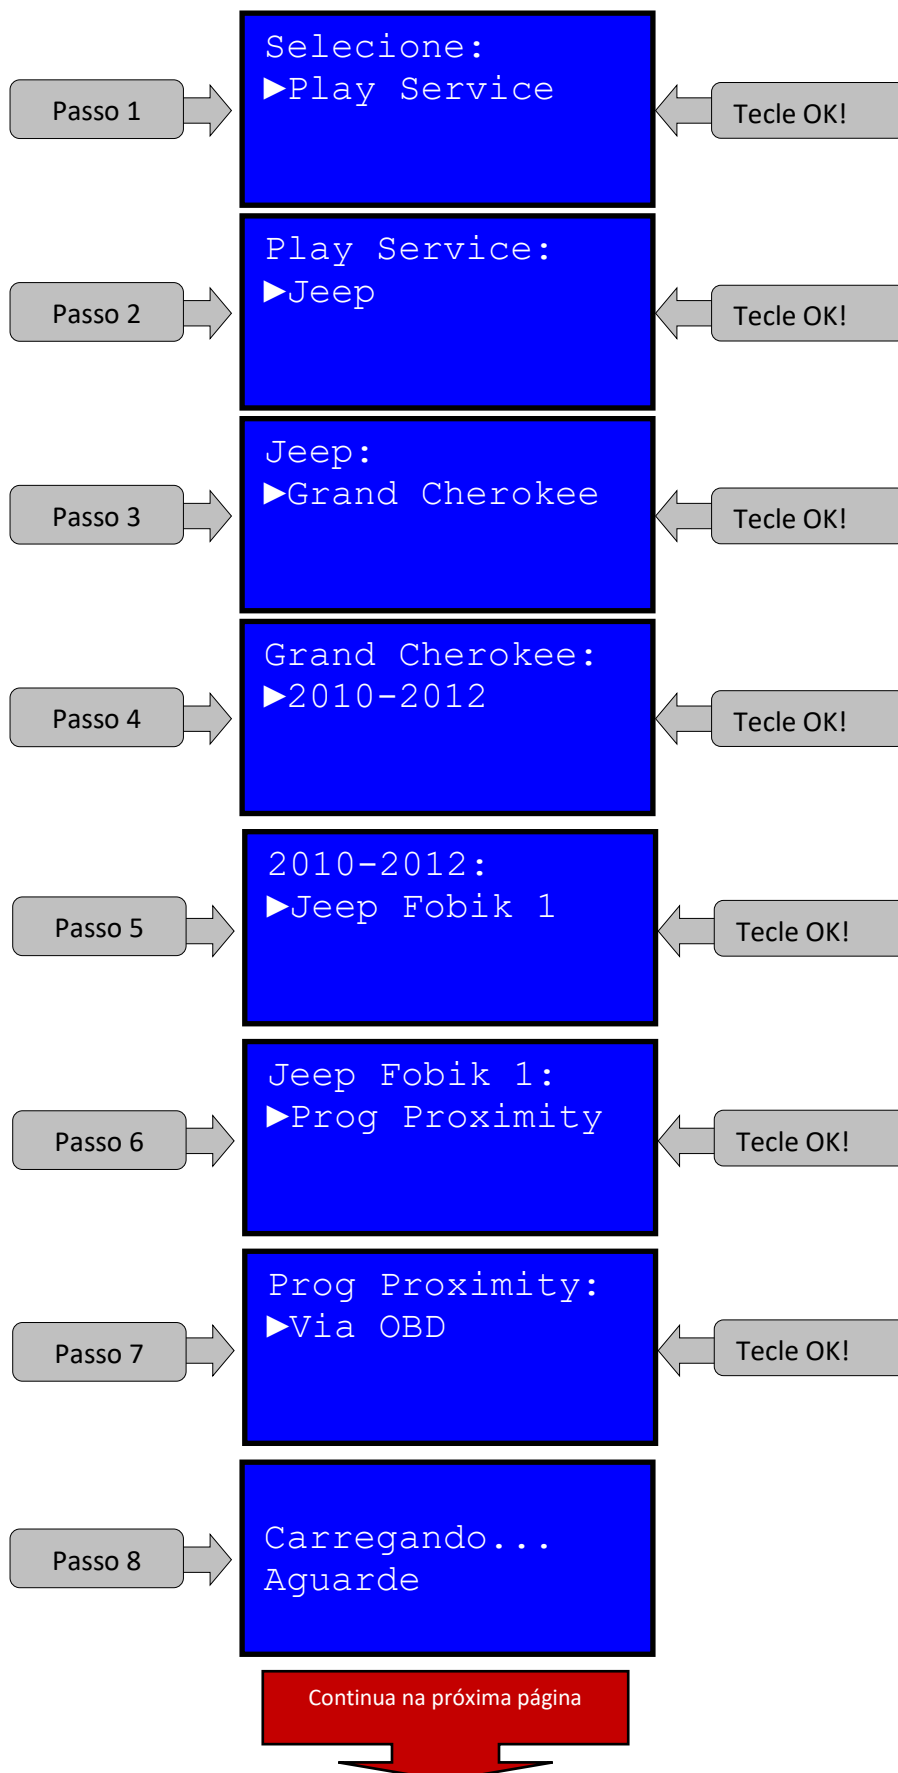 Passo 1
Selecione:
►Play Service
Tecle OK!
Passo 2
Play Service:
►Jeep
Tecle OK!
Passo 3
Jeep:
►Grand Cherokee
Tecle OK!
Passo 4
Grand Cherokee:
►2010-2012
Tecle OK!
Passo 5
2010-2012:
►Jeep Fobik 1
Tecle OK!
Passo 6
Jeep Fobik 1:
►Prog Proximity
Tecle OK!
Passo 7
Prog Proximity:
►Via OBD
Tecle OK!
Passo 8
Carregando...
Aguarde
Continua na próxima página